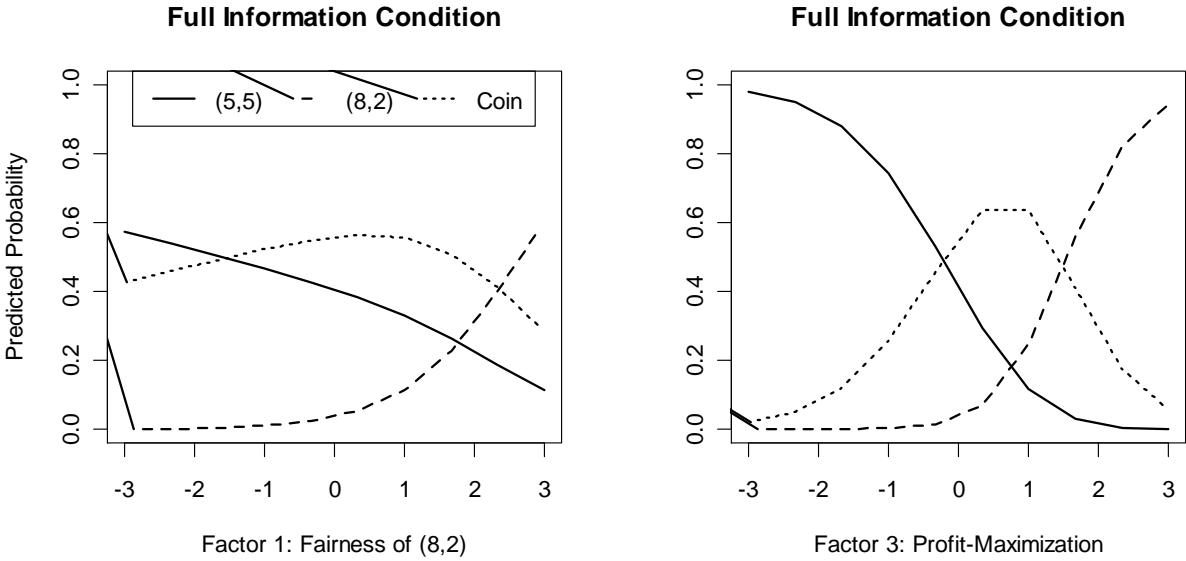 Full Information Condition
Full Information Condition
(5,5) (8,2) Coin
Predicted Probability
1.0
0.8
0.6
0.4
0.2
0.0
-3 -2 -1 0 1 2 3
Factor 1: Fairness of (8,2)
1.0
0.8
0.6
0.4
0.2
0.0
-3 -2 -1 0 1 2 3
Factor 3: Profit-Maximization